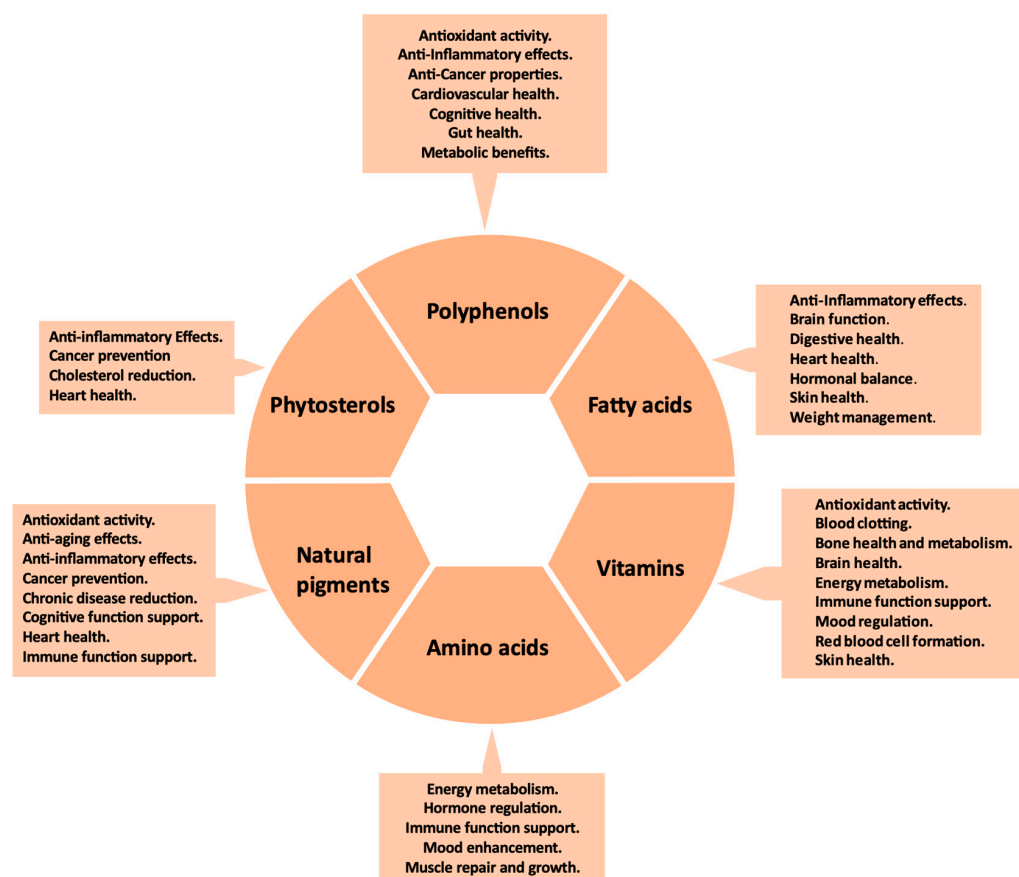 Antioxidant activity.
Anti-Inflammatory effects.
Anti-Cancer properties.
Cardiovascular health.
Cognitive health.
Gut health.
Metabolic benefits.
Polyphenols
Anti-Inflammatory effects.
Brain function.
Digestive health.
Heart health.
Hormonal balance.
Skin health.
Weight management.
Fatty acids
Anti-inflammatory Effects.
Cancer prevention
Cholesterol reduction.
Heart health.
Phytosterols
Antioxidant activity.
Anti-aging effects.
Anti-inflammatory effects.
Cancer prevention.
Chronic disease reduction.
Cognitive function support.
Heart health.
Immune function support.
Natural
pigments
Vitamins
Antioxidant activity.
Blood clotting.
Bone health and metabolism.
Brain health.
Energy metabolism.
Immune function support.
Mood regulation.
Red blood cell formation.
Skin health.
Amino acids
Energy metabolism.
Hormone regulation.
Immune function support.
Mood enhancement.
Muscle repair and growth.